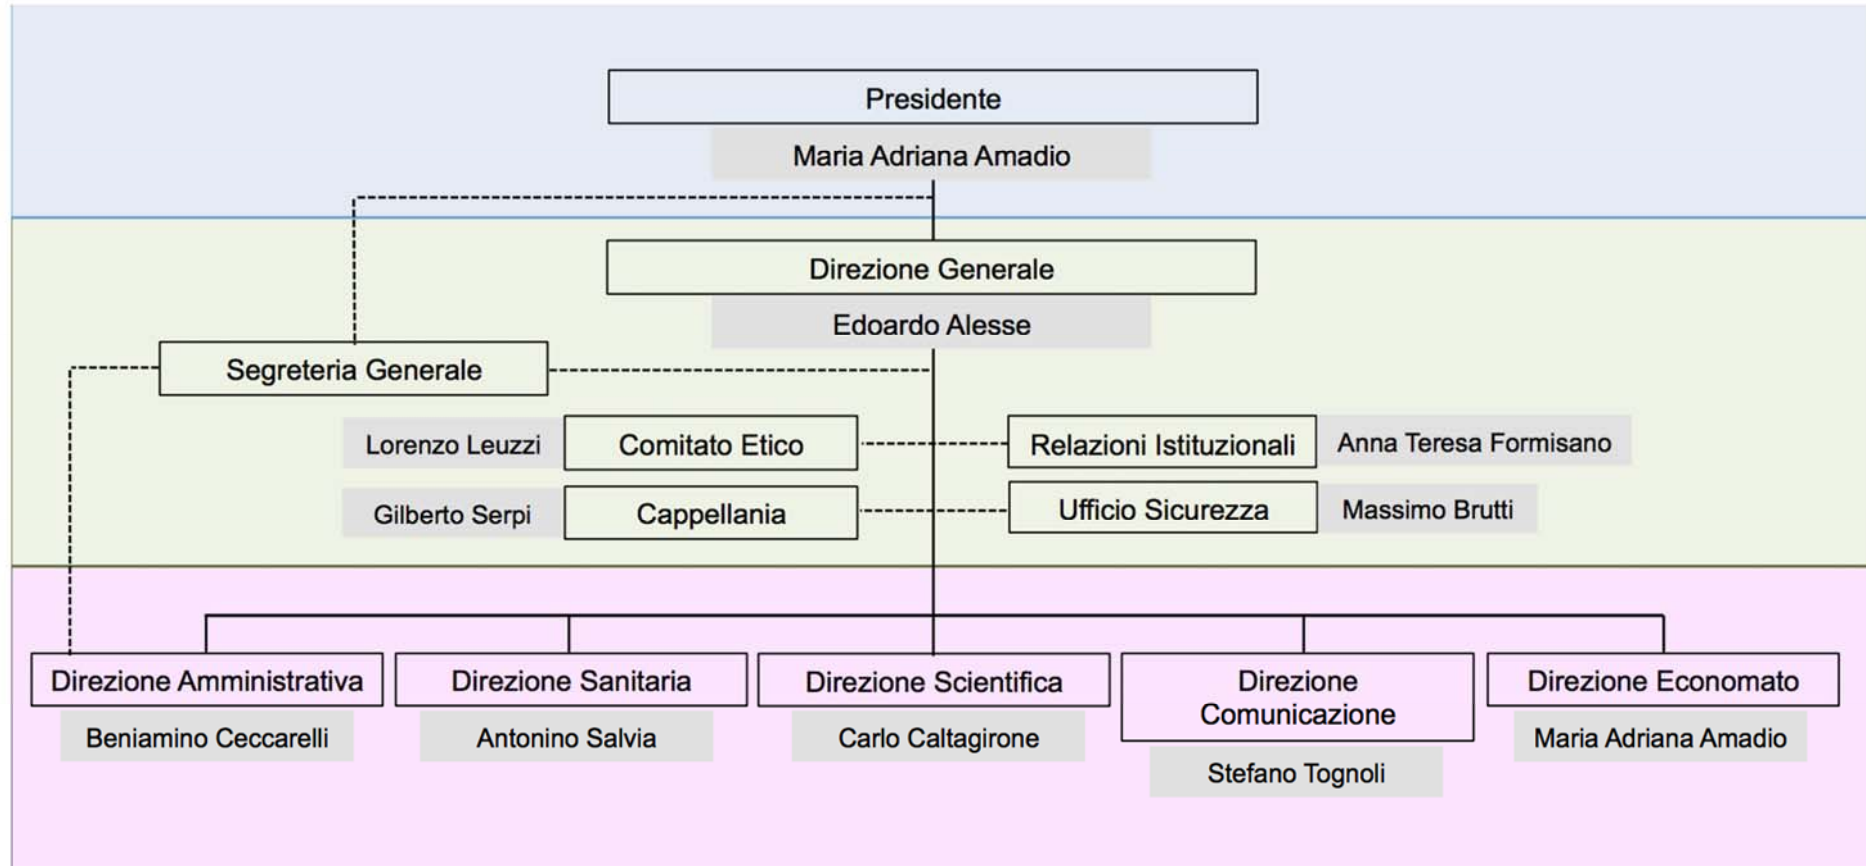 Presidente
Maria Adriana Amadio
Direzione Generale
Edoardo Alesse
Segreteria Generale
Lorenzo Leuzzi
Comitato Etico
Relazioni Istituzionali
Anna Teresa Formisano
Gilberto Serpi
Cappellania
Ufficio Sicurezza
Massimo Brutti
Direzione Amministrativa
Beniamino Ceccarelli
Direzione Sanitaria
Antonino Salvia
Direzione Scientifica
Carlo Caltagirone
Direzione
Comunicazione
Stefano Tognoli
Direzione Economato
Maria Adriana Amadio